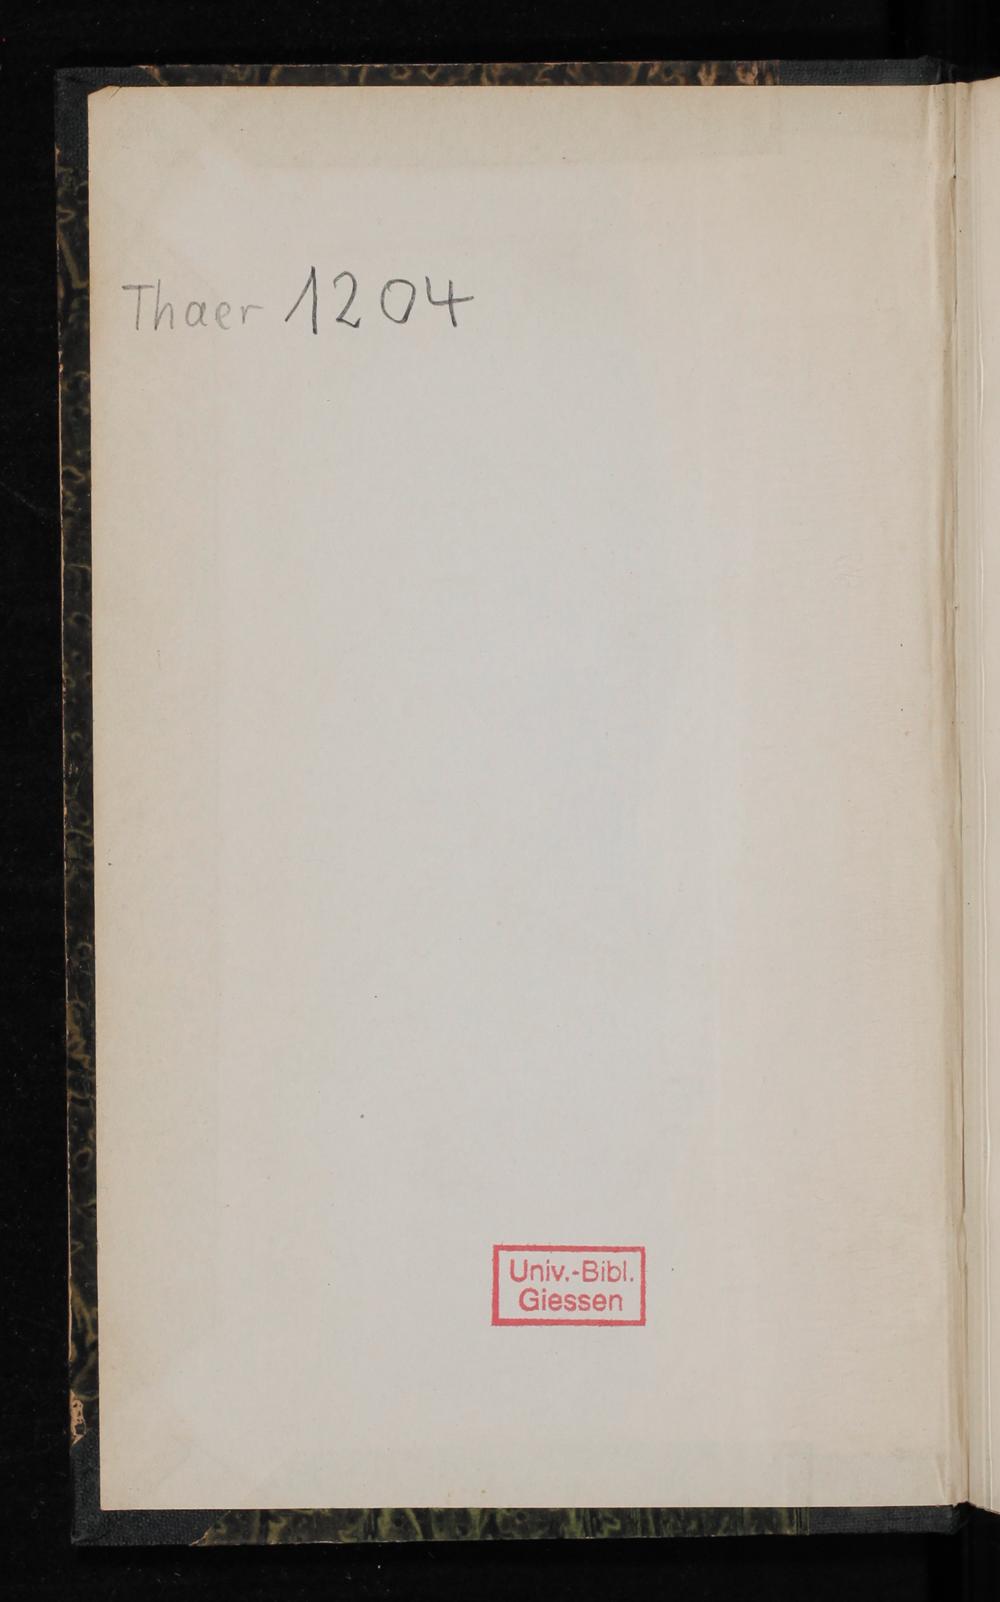 Thaer 1204
Univ.-Bibl.
Giessen